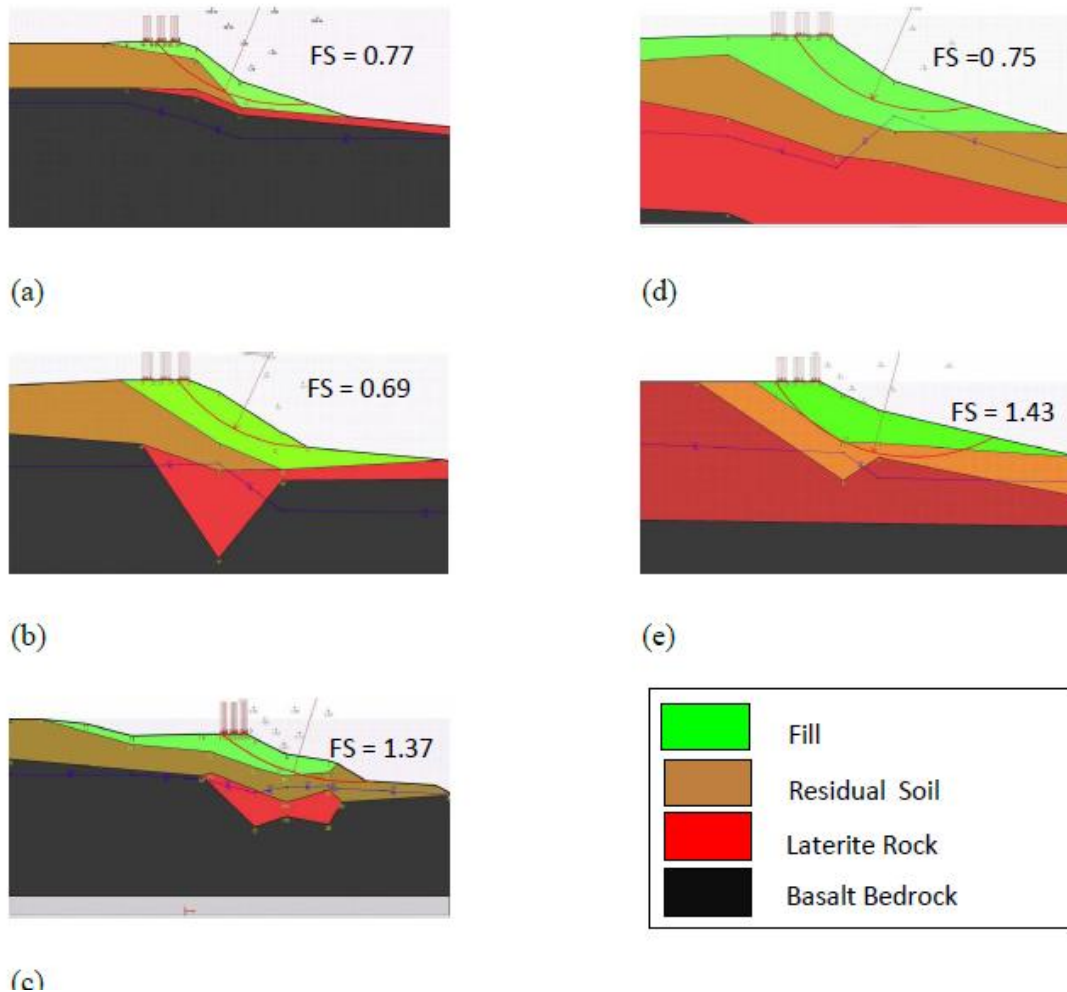 FS = 0.77
(a)
FS = 0.69
(b)
FS = 1.37
(c)
FS =0 .75
(d)
FS = 1.43
(e)
Fill
Residual Soil
Laterite Rock
Basalt Bedrock